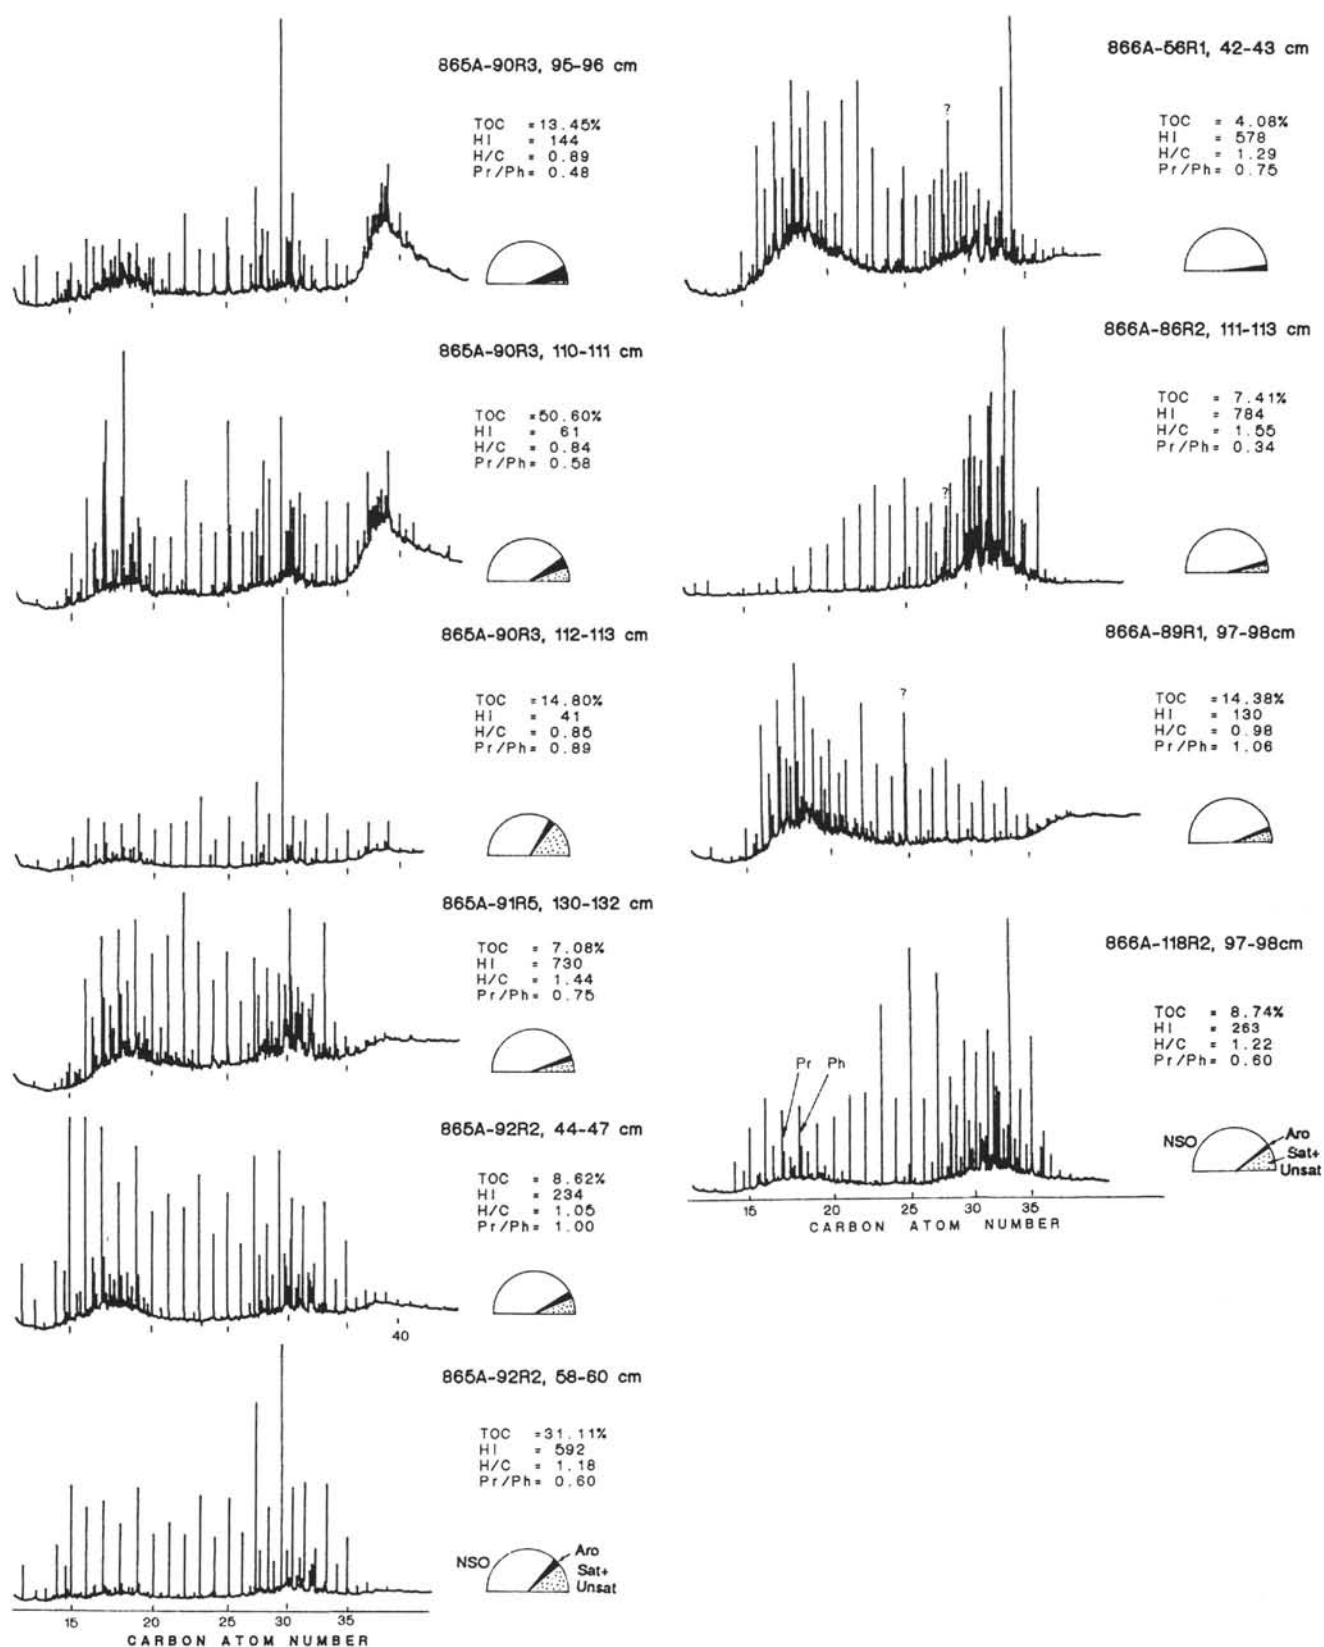 865A-90R3, 95-96 cm
TOC = 13.45%
HI = 144
H/C = 0.89
Pr/Ph = 0.48
865A-90R3, 110-111 cm
TOC = 50.60%
HI = 61
H/C = 0.84
Pr/Ph = 0.58
865A-90R3, 112-113 cm
TOC = 14.80%
HI = 41
H/C = 0.85
Pr/Ph = 0.89
865A-91R5, 130-132 cm
TOC = 7.08%
HI = 730
H/C = 1.44
Pr/Ph = 0.75
865A-92R2, 44-47 cm
TOC = 8.62%
HI = 234
H/C = 1.05
Pr/Ph = 1.00
40
865A-92R2, 58-60 cm
TOC = 31.11%
HI = 592
H/C = 1.18
Pr/Ph = 0.60
NSO
Aro
Sat+
Unsat
15 20 25 30 35
CARBON ATOM NUMBER
866A-56R1, 42-43 cm
?
TOC = 4.08%
HI = 578
H/C = 1.29
Pr/Ph = 0.75
866A-86R2, 111-113 cm
TOC = 7.41%
HI = 784
H/C = 1.55
Pr/Ph = 0.34
?
866A-89R1, 97-98cm
?
TOC = 14.38%
HI = 130
H/C = 0.98
Pr/Ph = 1.06
866A-118R2, 97-98cm
TOC = 8.74%
HI = 263
H/C = 1.22
Pr/Ph = 0.60
Pr Ph
NSO
Aro
Sat+
Unsat
15 20 25 30 35
CARBON ATOM NUMBER